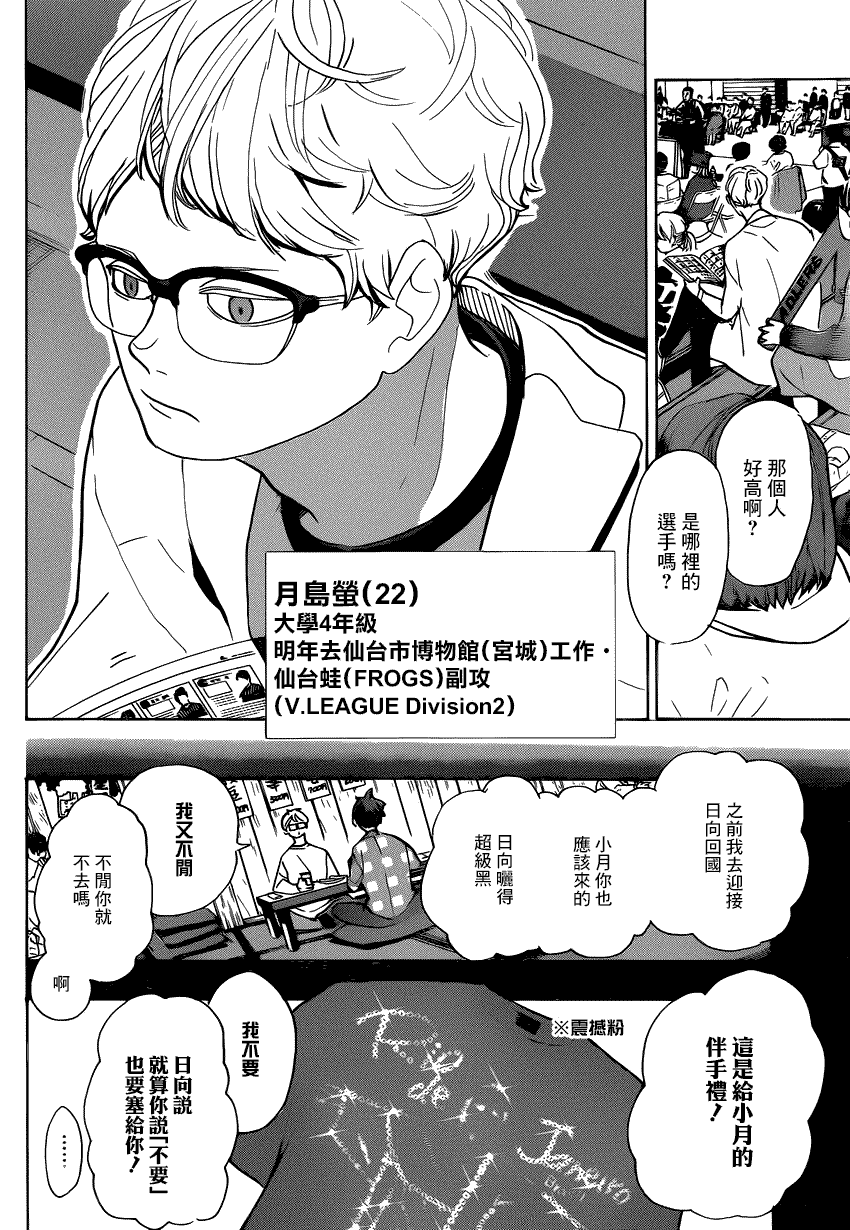 那個人
好高啊？
是哪裡的
選手嗎？
月島螢(22)
大學4年級
明年去仙台市博物館(宮城)工作・
仙台蛙(FROGS)副攻
(V.LEAGUE Division2)
之前我去迎接
日向回國
小月你也
應該來的
日向曬得
超級黑
我又不閒
不閒你就
不去嗎
啊
這是給小月的
伴手禮！
※震撼粉
我不要
日向說
就算你說「不要」
也要塞給你！
……